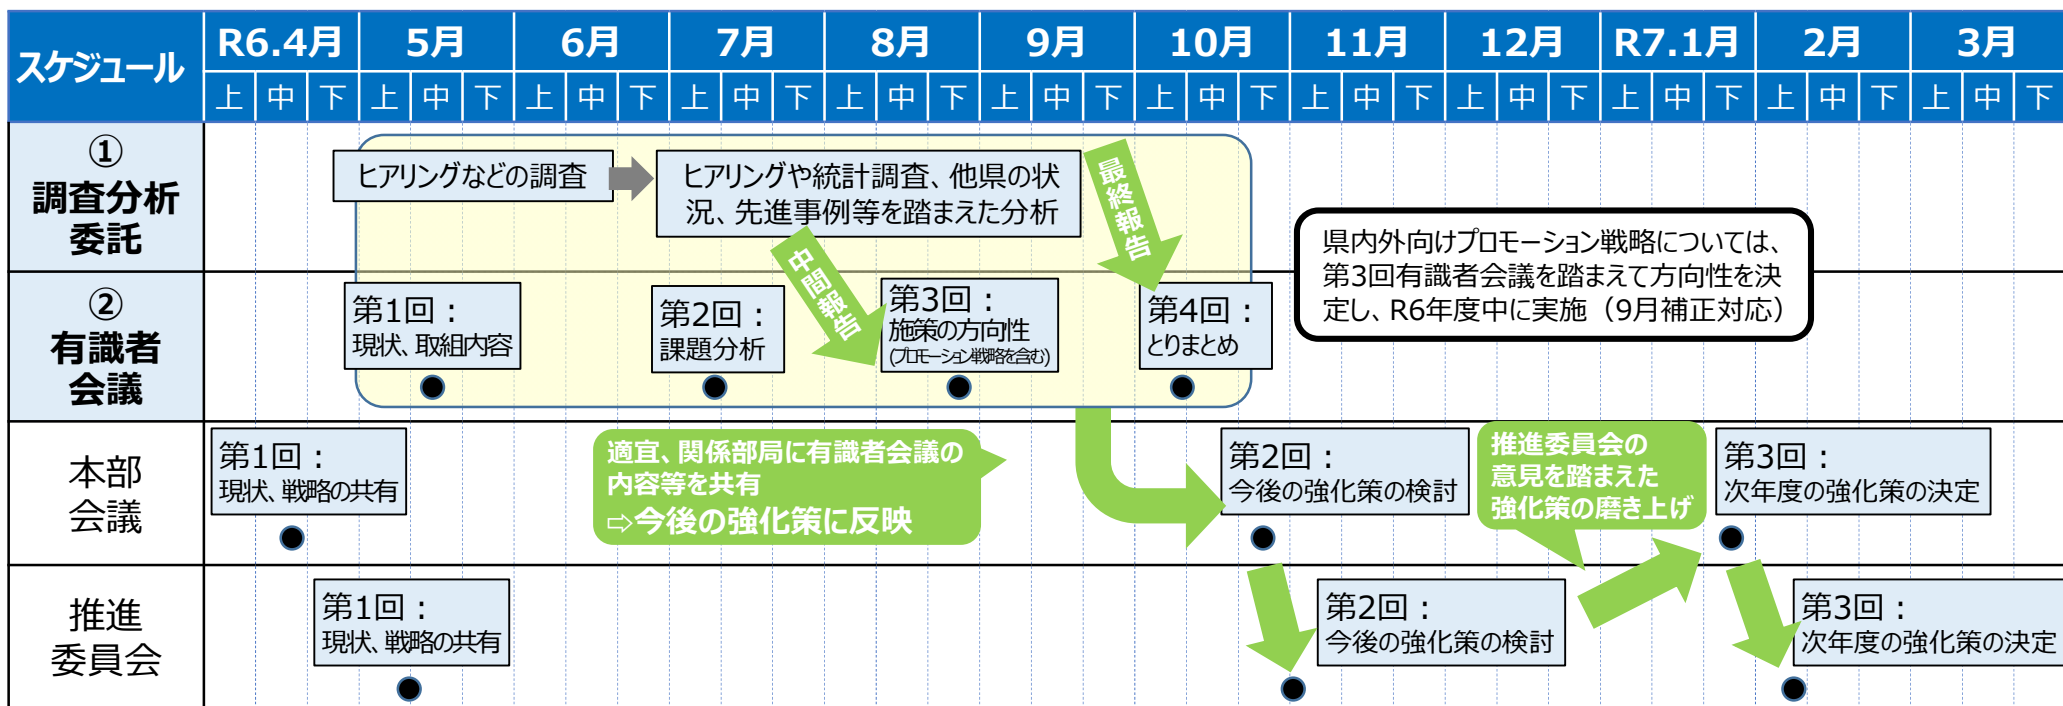 スケジュール
R6.4月 5月 6月 7月 8月 9月 10月 11月 12月 R7.1月 2月 3月
上 中 下 上 中 下 上 中 下 上 中 下 上 中 下 上 中 下 上 中 下 上 中 下 上 中 下 上 中 下 上 中 下 上 中 下
①
調査分析
委託
ヒアリングなどの調査
ヒアリングや統計調査、他県の状
況、先進事例等を踏まえた分析
中間報告
最終報告
県内外向けプロモーション戦略については、
第3回有識者会議を踏まえて方向性を決
定し、R6年度中に実施（9月補正対応）
②
有識者
会議
第1回：
現状、取組内容
第2回：
課題分析
第3回：
施策の方向性
(プロモーション戦略を含む)
第4回：
とりまとめ
本部
会議
第1回：
現状、戦略の共有
適宜、関係部局に有識者会議の
内容等を共有
⇨今後の強化策に反映
第2回：
今後の強化策の検討
推進委員会の
意見を踏まえた
強化策の磨き上げ
第3回：
次年度の強化策の決定
推進
委員会
第1回：
現状、戦略の共有
第2回：
今後の強化策の検討
第3回：
次年度の強化策の決定